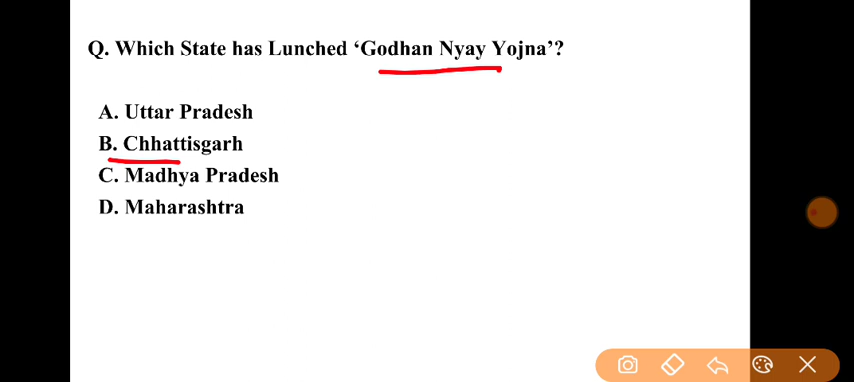 Q. Which State has Lunched ‘Godhan Nyay Yojna’?
A. Uttar Pradesh
B. Chhattisgarh
C. Madhya Pradesh
D. Maharashtra